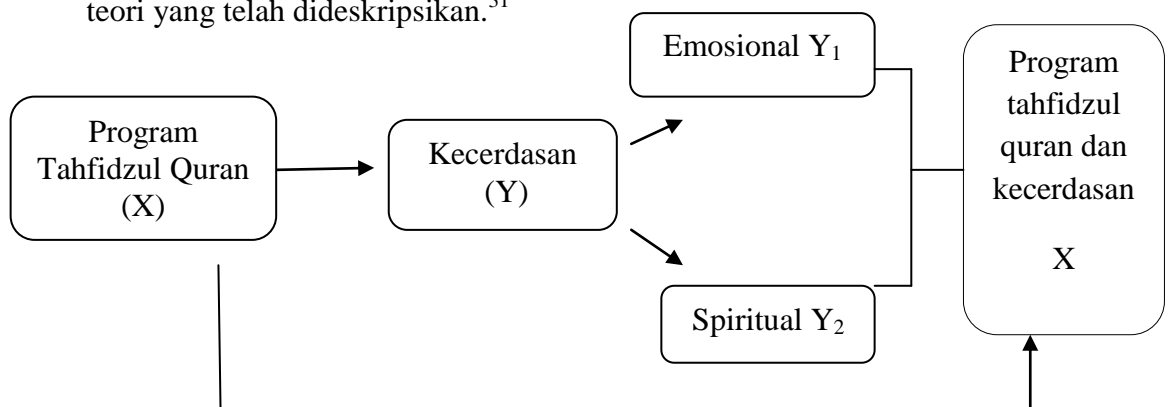 teori yang telah dideskripsikan.³¹
Program
Tahfidzul Quran
(X)
Kecerdasan
(Y)
Emosional Y₁
Spiritual Y₂
Program
tahfidzul
quran dan
kecerdasan
X